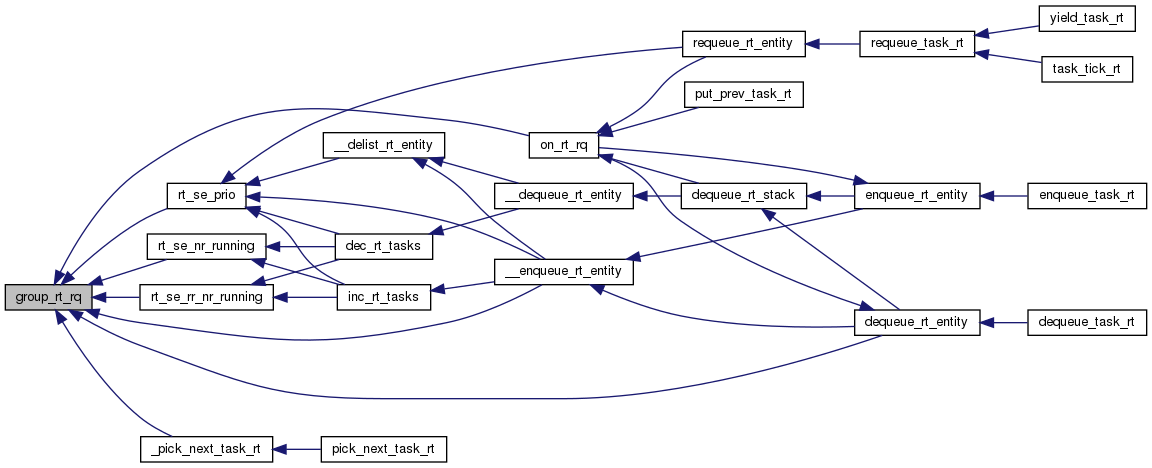 yield_task_rt
requeue_rt_entity
requeue_task_rt
task_tick_rt
put_prev_task_rt
__delist_rt_entity
on_rt_rq
rt_se_prio
__dequeue_rt_entity
dequeue_rt_stack
enqueue_rt_entity
enqueue_task_rt
rt_se_nr_running
dec_rt_tasks
__enqueue_rt_entity
group_rt_rq
rt_se_rr_nr_running
inc_rt_tasks
dequeue_rt_entity
dequeue_task_rt
_pick_next_task_rt
pick_next_task_rt